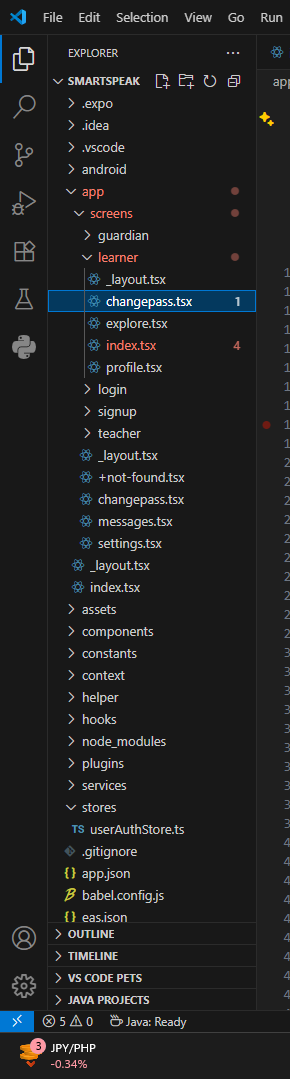 File Edit Selection View Go Run
EXPLORER ...
SMARTSPEAK
.expo
.idea
.vscode
android
app
screens
guardian
learner
_layout.tsx
changepass.tsx 1
explore.tsx
index.tsx 4
profile.tsx
login
signup
teacher
_layout.tsx
+not-found.tsx
changepass.tsx
messages.tsx
settings.tsx
_layout.tsx
index.tsx
assets
components
constants
context
helper
hooks
node_modules
plugins
services
stores
TS userAuthStore.ts
.gitignore
{} app.json
babel.config.js
{} eas.json
OUTLINE
TIMELINE
VS CODE PETS
JAVA PROJECTS
5 0 Java: Ready
3 JPY/PHP
-0.34%